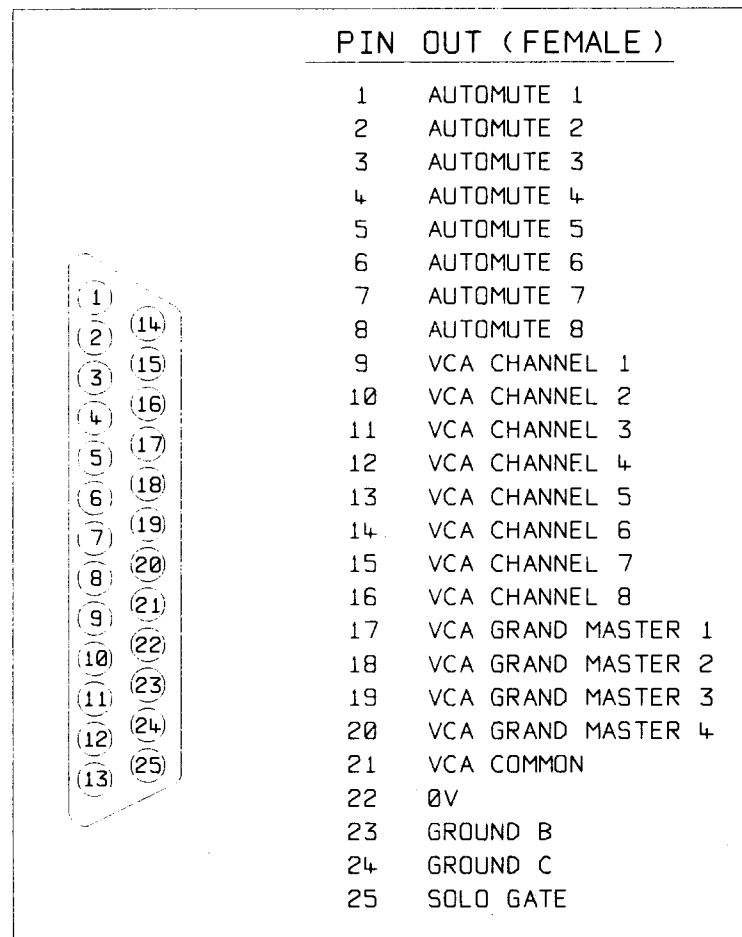 PIN OUT (FEMALE)
1 AUTOMUTE 1
2 AUTOMUTE 2
3 AUTOMUTE 3
4 AUTOMUTE 4
5 AUTOMUTE 5
6 AUTOMUTE 6
7 AUTOMUTE 7
8 AUTOMUTE 8
9 VCA CHANNEL 1
10 VCA CHANNEL 2
11 VCA CHANNEL 3
12 VCA CHANNEL 4
13 VCA CHANNEL 5
14 VCA CHANNEL 6
15 VCA CHANNEL 7
16 VCA CHANNEL 8
17 VCA GRAND MASTER 1
18 VCA GRAND MASTER 2
19 VCA GRAND MASTER 3
20 VCA GRAND MASTER 4
21 VCA COMMON
22 0V
23 GROUND B
24 GROUND C
25 SOLO GATE
1
14
2
15
3
16
4
17
5
18
6
19
7
20
8
21
9
22
10
23
11
24
12
25
13